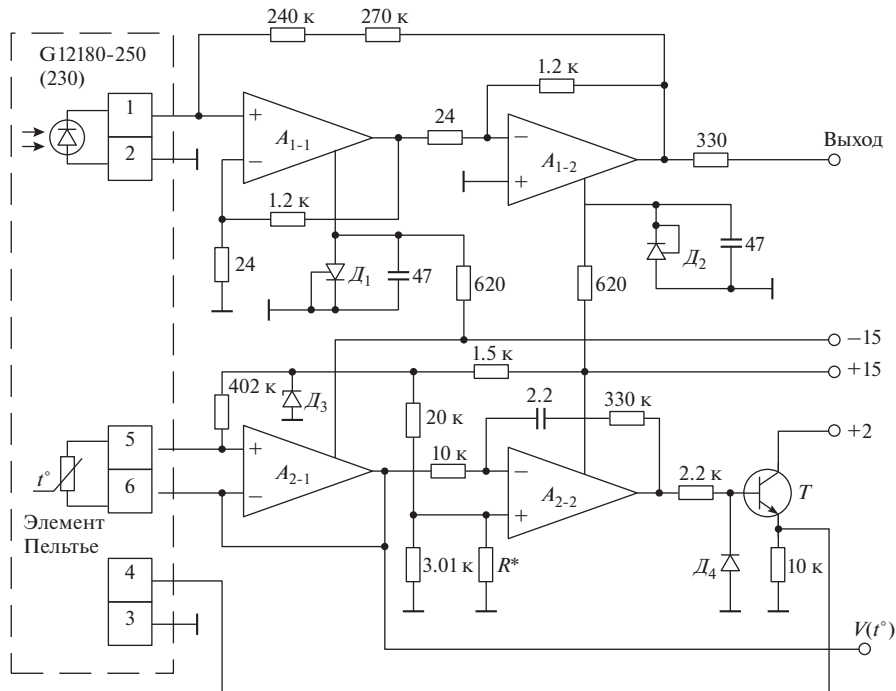 240 к 270 к
G12180-250
(230)
1.2 к
1
+
24
330
Выход
A1-1
−
A1-2
2
−
+
1.2 к
24
Д1
47
620
620
Д2
47
−15
1.5 к
+15
402 к
Д3
20 к
2.2
330 к
+2
5
+
10 к
−
2.2 к
T
t°
6
A2-1
−
A2-2
+
Элемент
Пельтье
4
3.01 к
R*
Д4
10 к
3
V(t°)